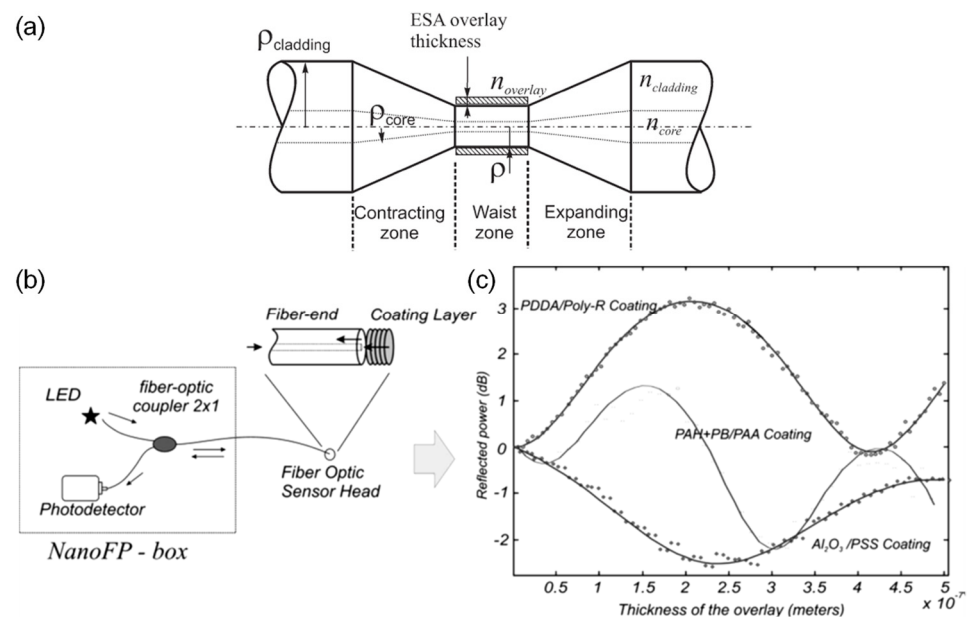 (a)
ρcladding
ESA overlay
thickness
noverlay
ncladding
ρcore
ncore
ρ
Contracting
zone
Waist
zone
Expanding
zone
(b)
Fiber-end
Coating Layer
LED
fiber-optic
coupler 2x1
Photodetector
Fiber Optic
Sensor Head
NanoFP - box
(c)
PDDA/Poly-R Coating
PAH+PB/PAA Coating
Al₂O₃ /PSS Coating
Reflected power (dB)
3
2
1
0
-1
-2
0.5 1 1.5 2 2.5 3 3.5 4 4.5 5
x 10⁻⁷
Thickness of the overlay (meters)